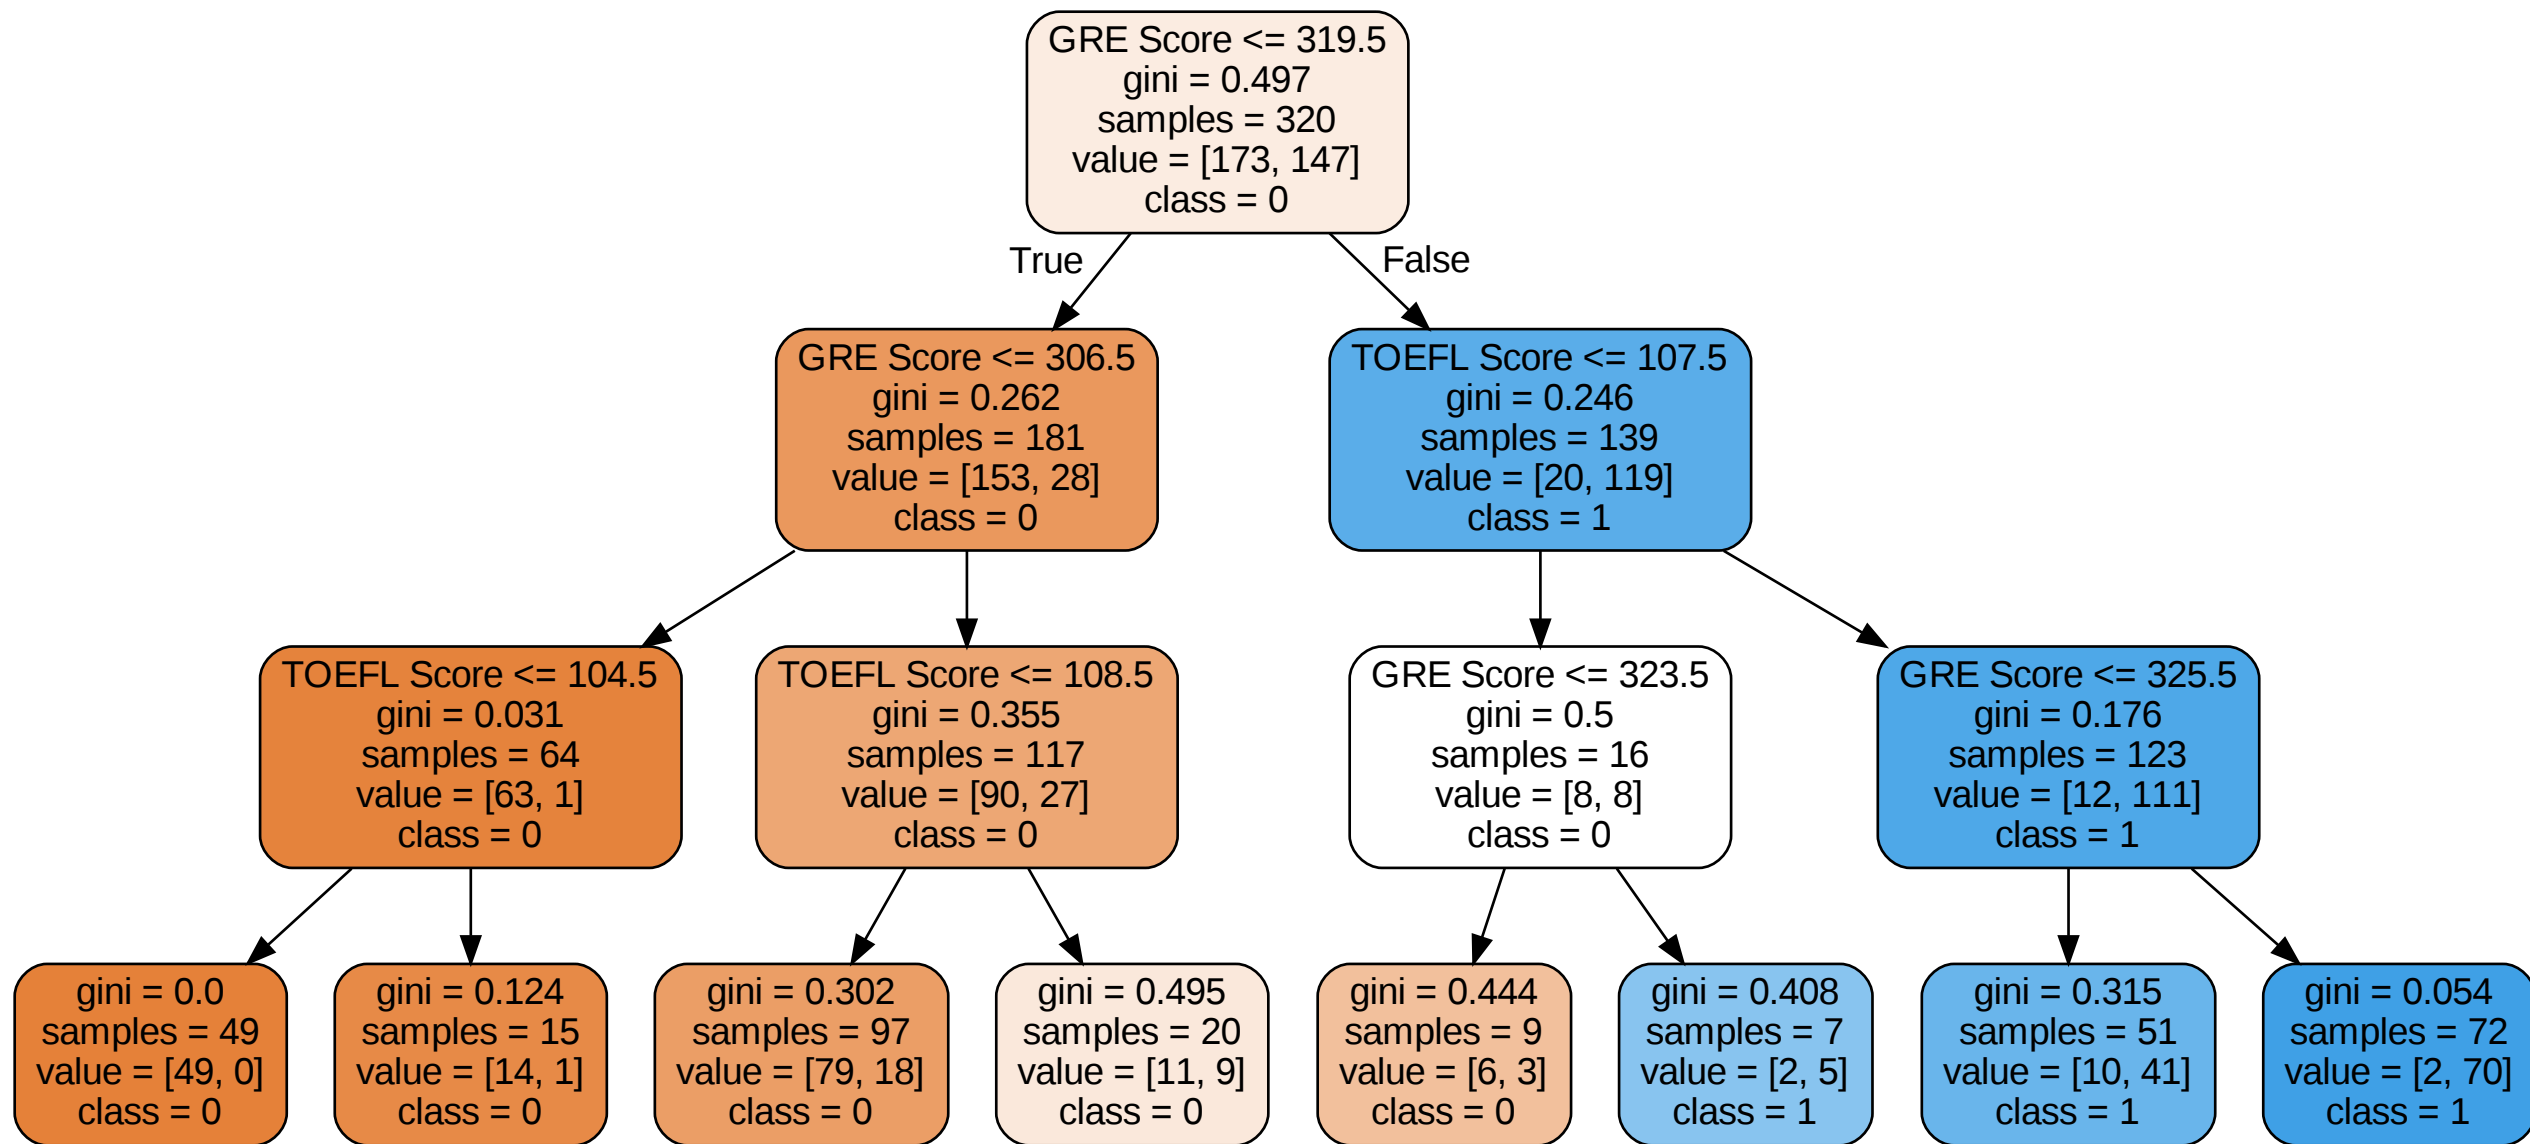 GRE Score <= 319.5
gini = 0.497
samples = 320
value = [173, 147]
class = 0
True
False
GRE Score <= 306.5
gini = 0.262
samples = 181
value = [153, 28]
class = 0
TOEFL Score <= 107.5
gini = 0.246
samples = 139
value = [20, 119]
class = 1
TOEFL Score <= 104.5
gini = 0.031
samples = 64
value = [63, 1]
class = 0
TOEFL Score <= 108.5
gini = 0.355
samples = 117
value = [90, 27]
class = 0
GRE Score <= 323.5
gini = 0.5
samples = 16
value = [8, 8]
class = 0
GRE Score <= 325.5
gini = 0.176
samples = 123
value = [12, 111]
class = 1
gini = 0.0
samples = 49
value = [49, 0]
class = 0
gini = 0.124
samples = 15
value = [14, 1]
class = 0
gini = 0.302
samples = 97
value = [79, 18]
class = 0
gini = 0.495
samples = 20
value = [11, 9]
class = 0
gini = 0.444
samples = 9
value = [6, 3]
class = 0
gini = 0.408
samples = 7
value = [2, 5]
class = 1
gini = 0.315
samples = 51
value = [10, 41]
class = 1
gini = 0.054
samples = 72
value = [2, 70]
class = 1